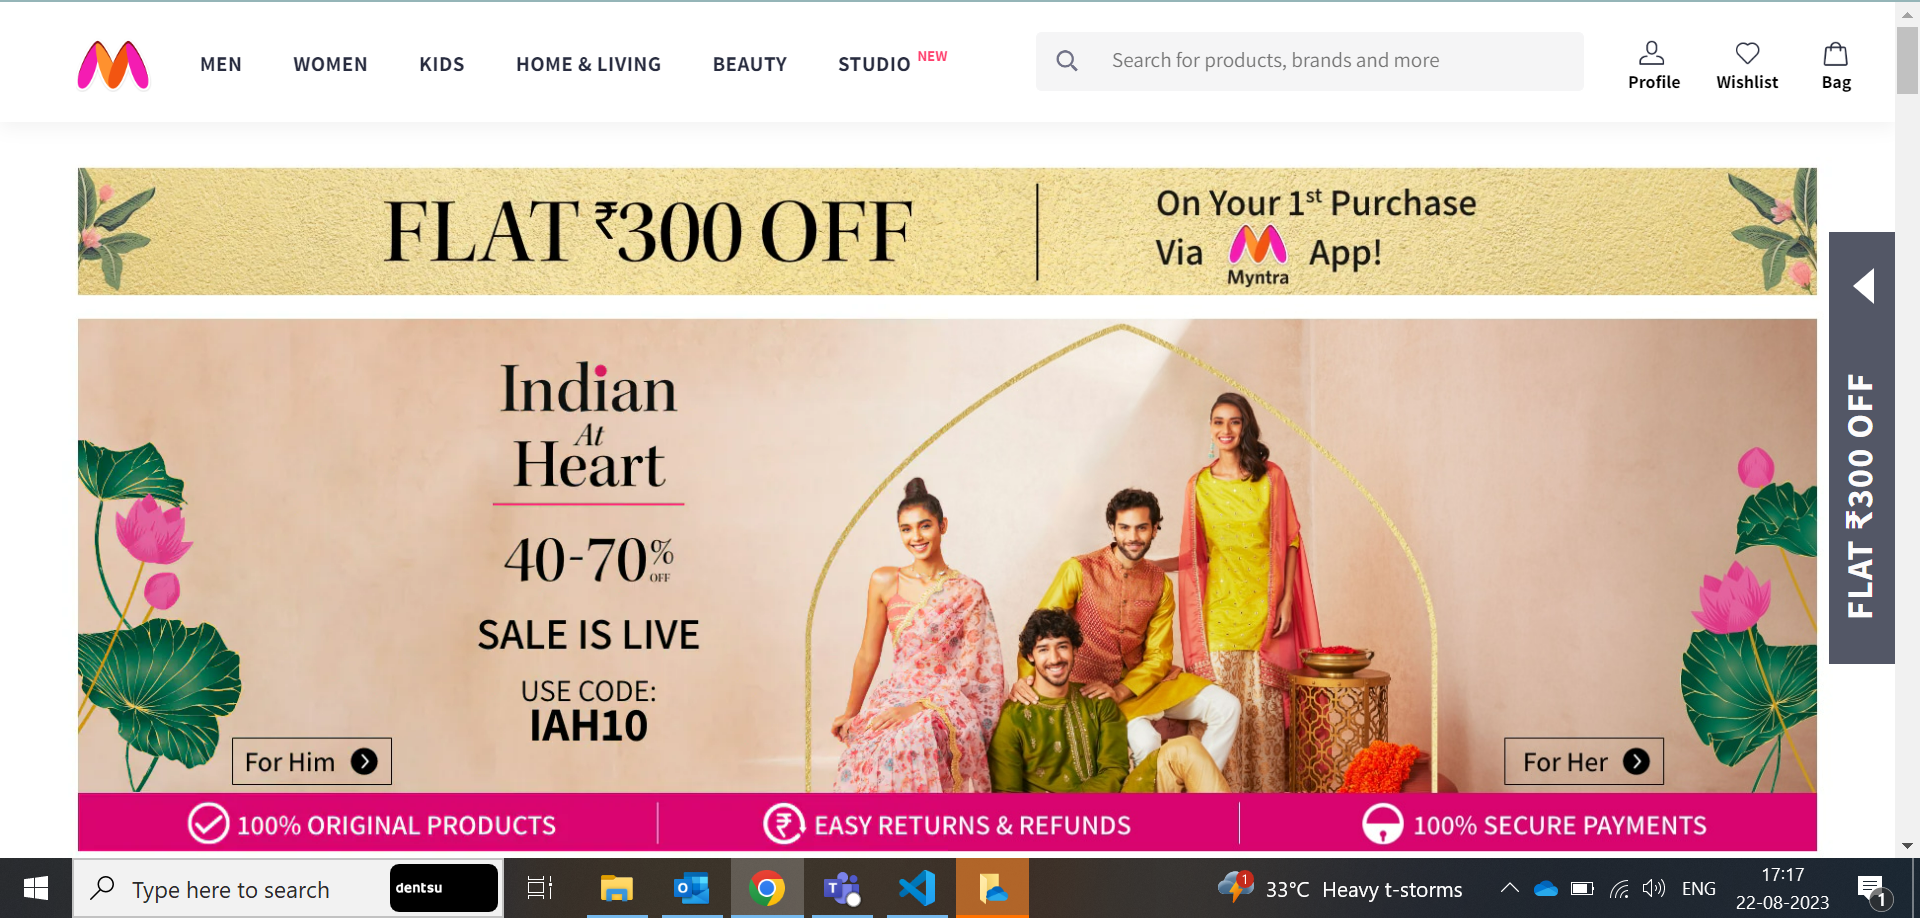 MEN WOMEN KIDS HOME & LIVING BEAUTY STUDIO NEW
Search for products, brands and more
Profile Wishlist Bag
FLAT ₹300 OFF
On Your 1st Purchase
Via Myntra App!
FLAT ₹300 OFF
Indian
At
Heart
40-70% OFF
SALE IS LIVE
USE CODE:
IAH10
For Him
For Her
100% ORIGINAL PRODUCTS
EASY RETURNS & REFUNDS
100% SECURE PAYMENTS
Type here to search
dentsu
1
33°C Heavy t-storms
ENG
17:17
22-08-2023
1